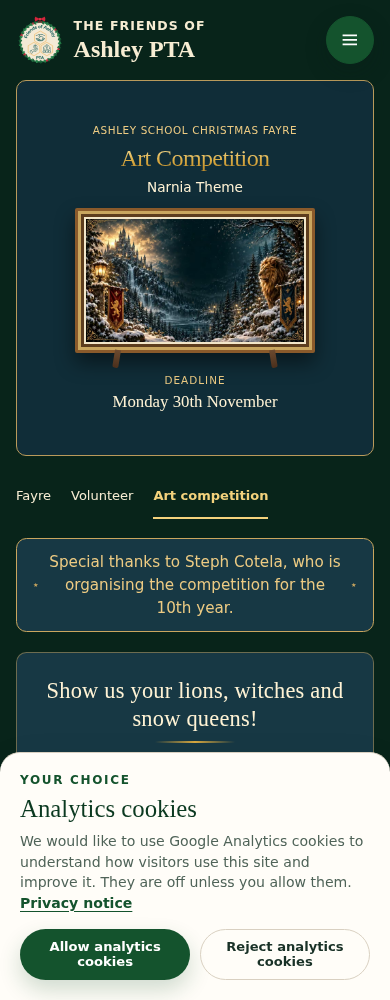 THE FRIENDS OF
Ashley PTA
ASHLEY SCHOOL CHRISTMAS FAYRE
Art Competition
Narnia Theme
DEADLINE
Monday 30th November
Fayre Volunteer Art competition
Special thanks to Steph Cotela, who is
organising the competition for the
10th year.
Show us your lions, witches and
snow queens!
YOUR CHOICE
Analytics cookies
We would like to use Google Analytics cookies to
understand how visitors use this site and
improve it. They are off unless you allow them.
Privacy notice
Allow analytics
cookies
Reject analytics
cookies